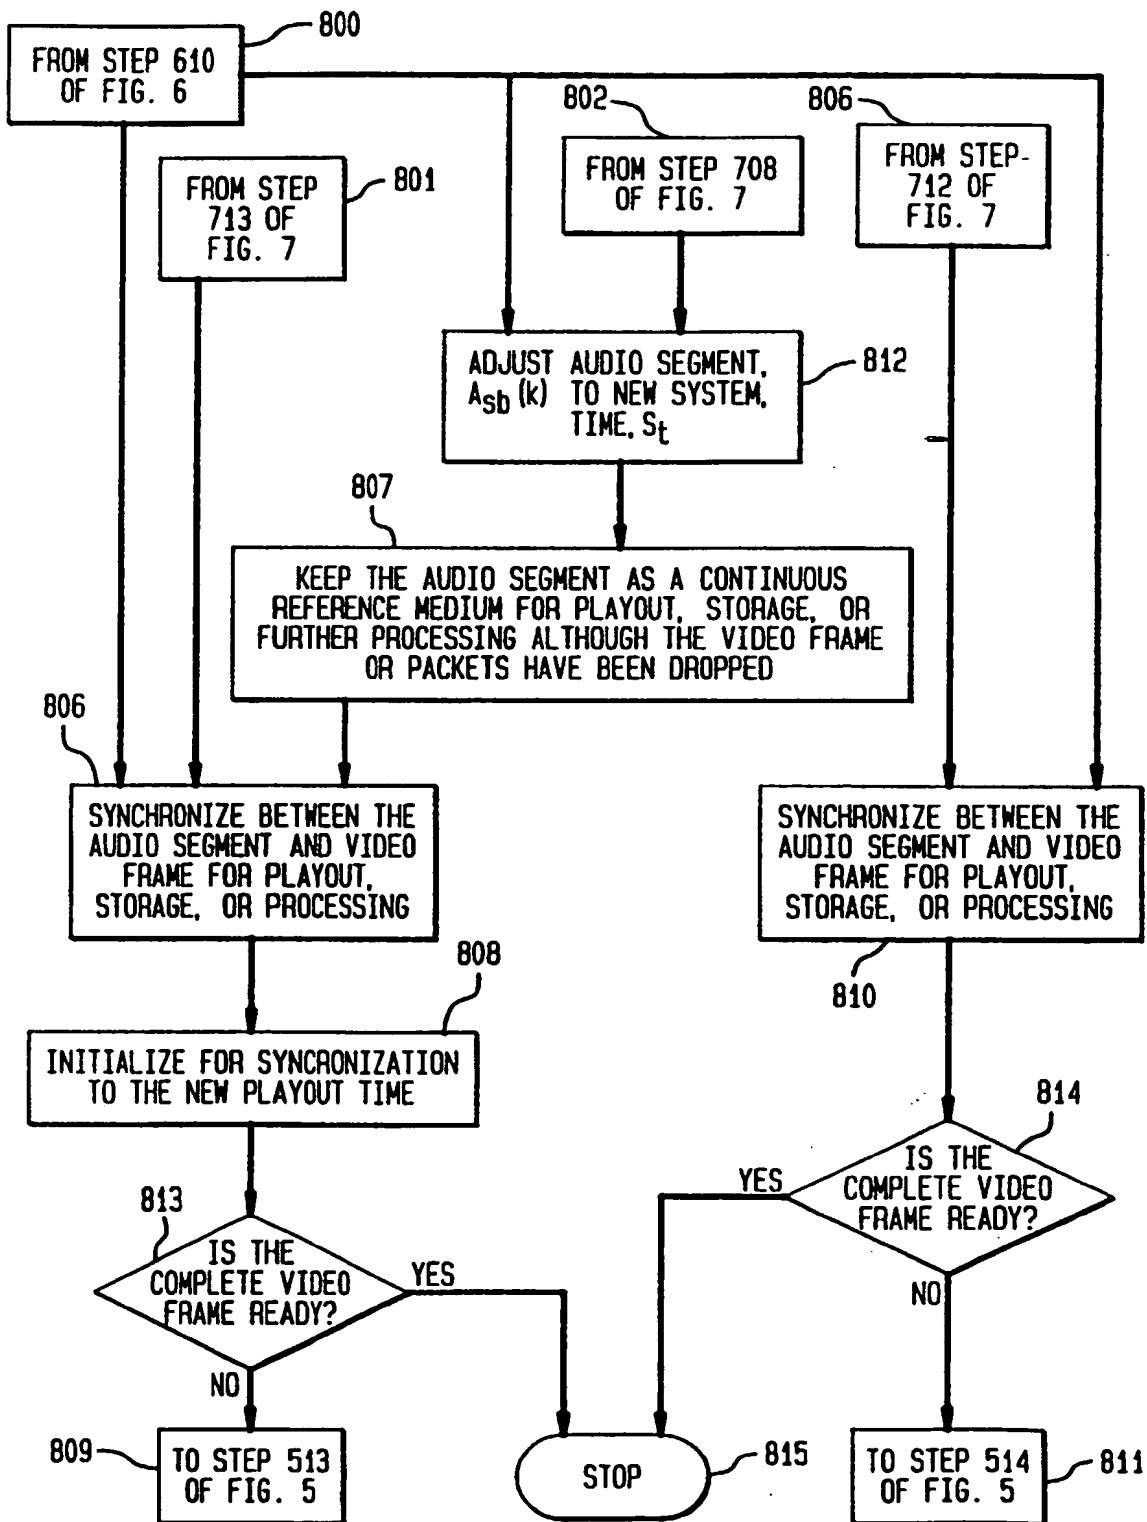 800
FROM STEP 610
OF FIG. 6
802
806
801
FROM STEP
713 OF
FIG. 7
FROM STEP 708
OF FIG. 7
FROM STEP-
712 OF
FIG. 7
ADJUST AUDIO SEGMENT,
Asb (k) TO NEW SYSTEM,
TIME, St
812
807
KEEP THE AUDIO SEGMENT AS A CONTINUOUS
REFERENCE MEDIUM FOR PLAYOUT, STORAGE, OR
FURTHER PROCESSING ALTHOUGH THE VIDEO FRAME
OR PACKETS HAVE BEEN DROPPED
806
SYNCHRONIZE BETWEEN THE
AUDIO SEGMENT AND VIDEO
FRAME FOR PLAYOUT,
STORAGE, OR PROCESSING
SYNCHRONIZE BETWEEN THE
AUDIO SEGMENT AND VIDEO
FRAME FOR PLAYOUT,
STORAGE, OR PROCESSING
810
808
INITIALIZE FOR SYNCRONIZATION
TO THE NEW PLAYOUT TIME
814
IS THE
COMPLETE VIDEO
FRAME READY?
YES
NO
813
IS THE
COMPLETE VIDEO
FRAME READY?
YES
NO
809
TO STEP 513
OF FIG. 5
STOP
815
TO STEP 514
OF FIG. 5
811